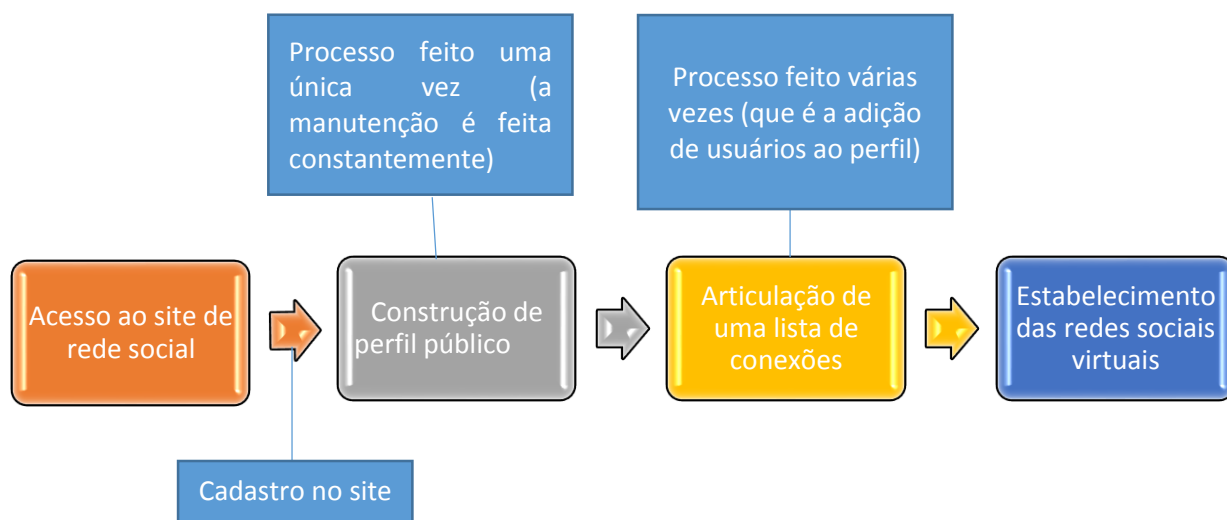 Processo feito uma
única vez (a
manutenção é feita
constantemente)
Processo feito várias
vezes (que é a adição
de usuários ao perfil)
Acesso ao site de
rede social
Construção de
perfil público
Articulação de
uma lista de
conexões
Estabelecimento
das redes sociais
virtuais
Cadastro no site